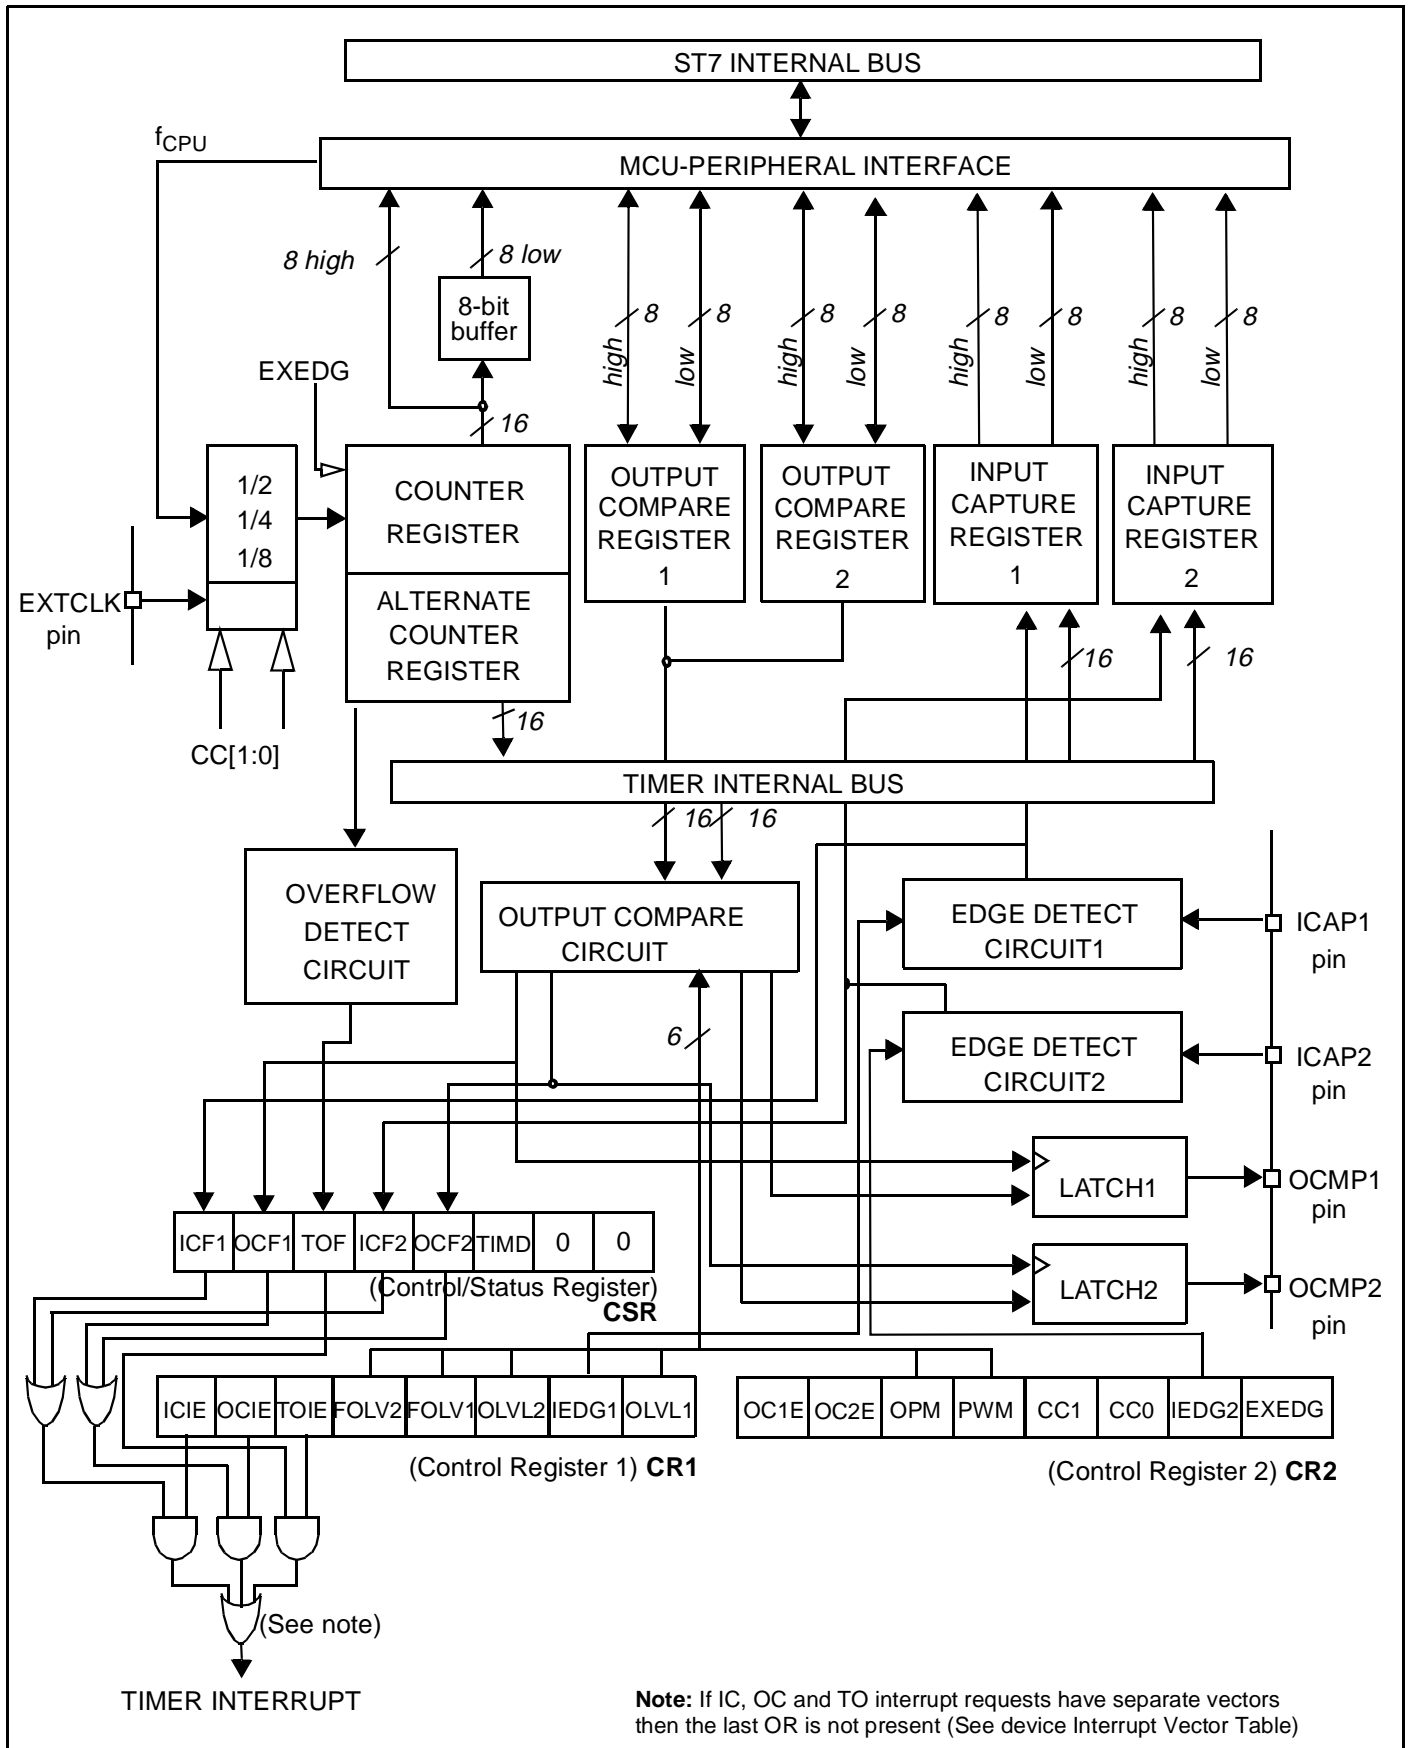 ST7 INTERNAL BUS
fCPU
MCU-PERIPHERAL INTERFACE
8 high
8 low
8-bit
buffer
8
8
8
8
8
8
8
8
high
low
high
low
high
low
high
low
EXEDG
16
1/2
1/4
1/8
COUNTER
REGISTER
OUTPUT
COMPARE
REGISTER
1
OUTPUT
COMPARE
REGISTER
2
INPUT
CAPTURE
REGISTER
1
INPUT
CAPTURE
REGISTER
2
EXTCLK
pin
ALTERNATE
COUNTER
REGISTER
16
16
16
CC[1:0]
TIMER INTERNAL BUS
16
16
OVERFLOW
DETECT
CIRCUIT
OUTPUT COMPARE
CIRCUIT
EDGE DETECT
CIRCUIT1
ICAP1
pin
6
EDGE DETECT
CIRCUIT2
ICAP2
pin
LATCH1
OCMP1
pin
ICF1 OCF1 TOF ICF2 OCF2 TIMD 0 0
(Control/Status Register)
CSR
LATCH2
OCMP2
pin
ICIE OCIE TOIE FOLV2 FOLV1 OLVL2 IEDG1 OLVL1
(Control Register 1) CR1
OC1E OC2E OPM PWM CC1 CC0 IEDG2 EXEDG
(Control Register 2) CR2
(See note)
TIMER INTERRUPT
Note: If IC, OC and TO interrupt requests have separate vectors
then the last OR is not present (See device Interrupt Vector Table)